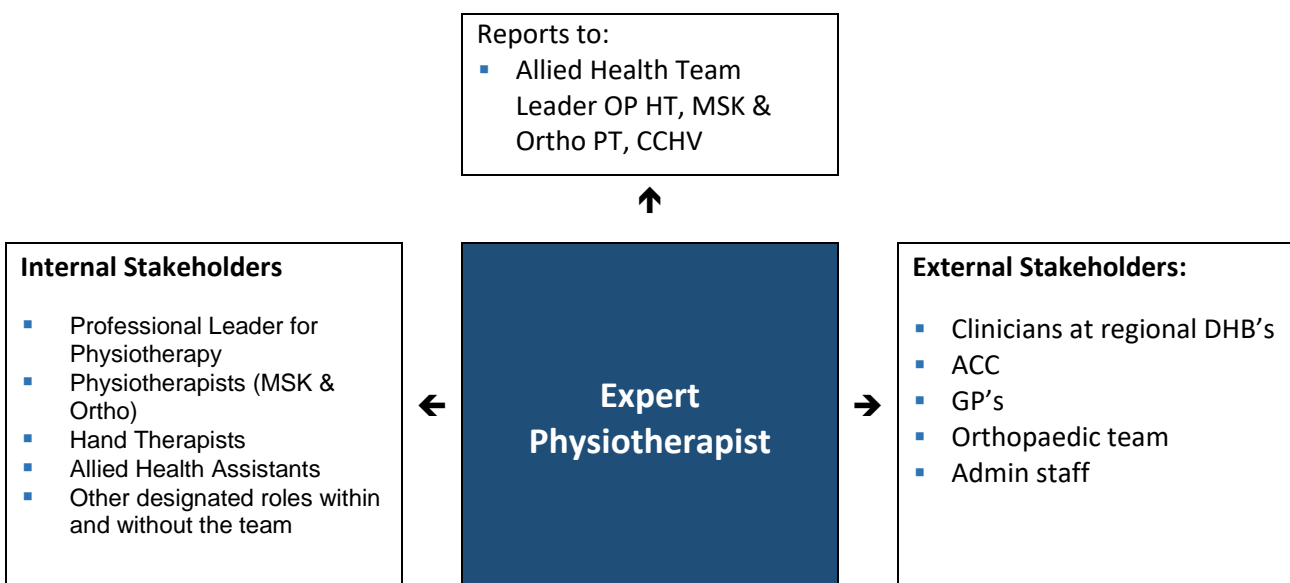 Reports to:
▪ Allied Health Team
Leader OP HT, MSK &
Ortho PT, CCHV
Internal Stakeholders
▪ Professional Leader for
Physiotherapy
▪ Physiotherapists (MSK &
Ortho)
▪ Hand Therapists
▪ Allied Health Assistants
▪ Other designated roles within
and without the team
Expert
Physiotherapist
External Stakeholders:
▪ Clinicians at regional DHB’s
▪ ACC
▪ GP’s
▪ Orthopaedic team
▪ Admin staff